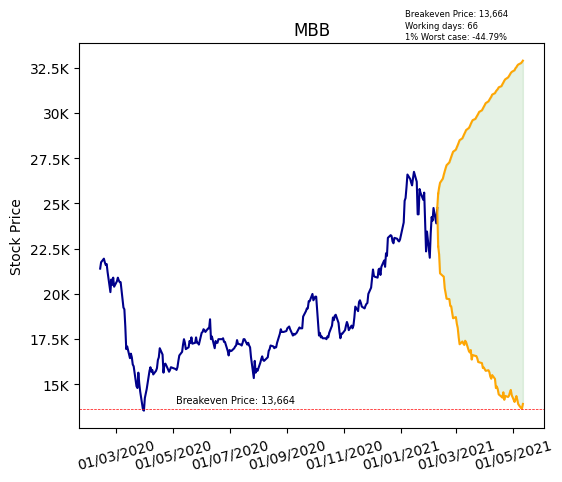 Breakeven Price: 13,664
Working days: 66
1% Worst case: -44.79%
MBB
Stock Price
32.5K
30K
27.5K
25K
22.5K
20K
17.5K
15K
Breakeven Price: 13,664
01/03/2020
01/05/2020
01/07/2020
01/09/2020
01/11/2020
01/01/2021
01/03/2021
01/05/2021